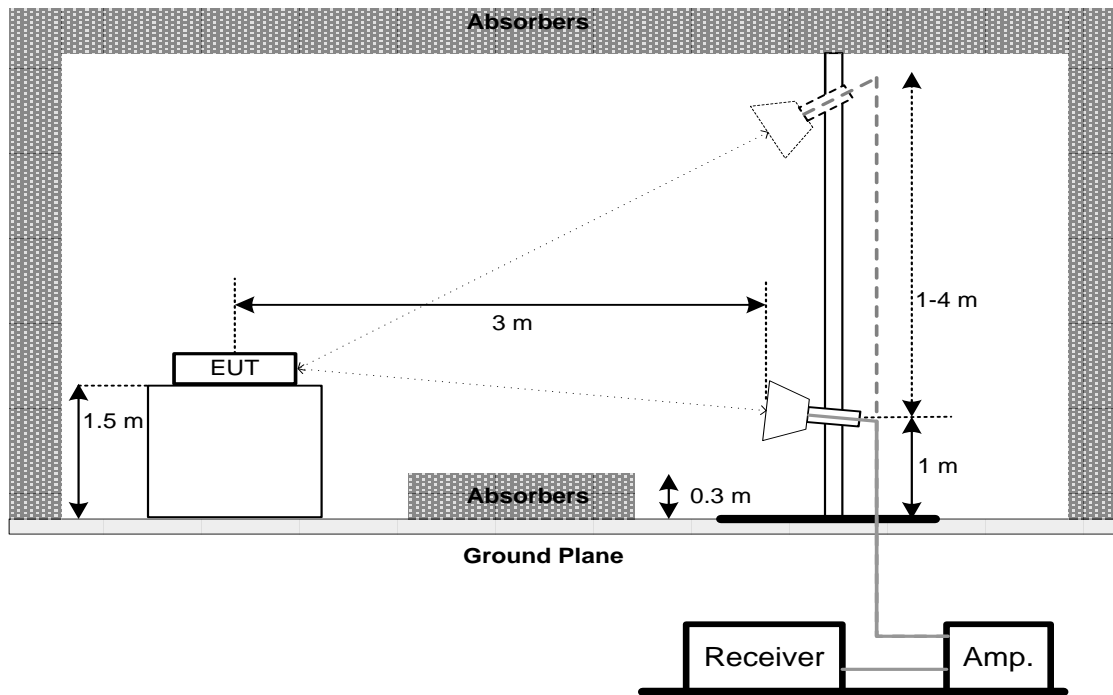 Absorbers
1-4 m
3 m
EUT
1.5 m
1 m
0.3 m
Absorbers
Ground Plane
Receiver
Amp.